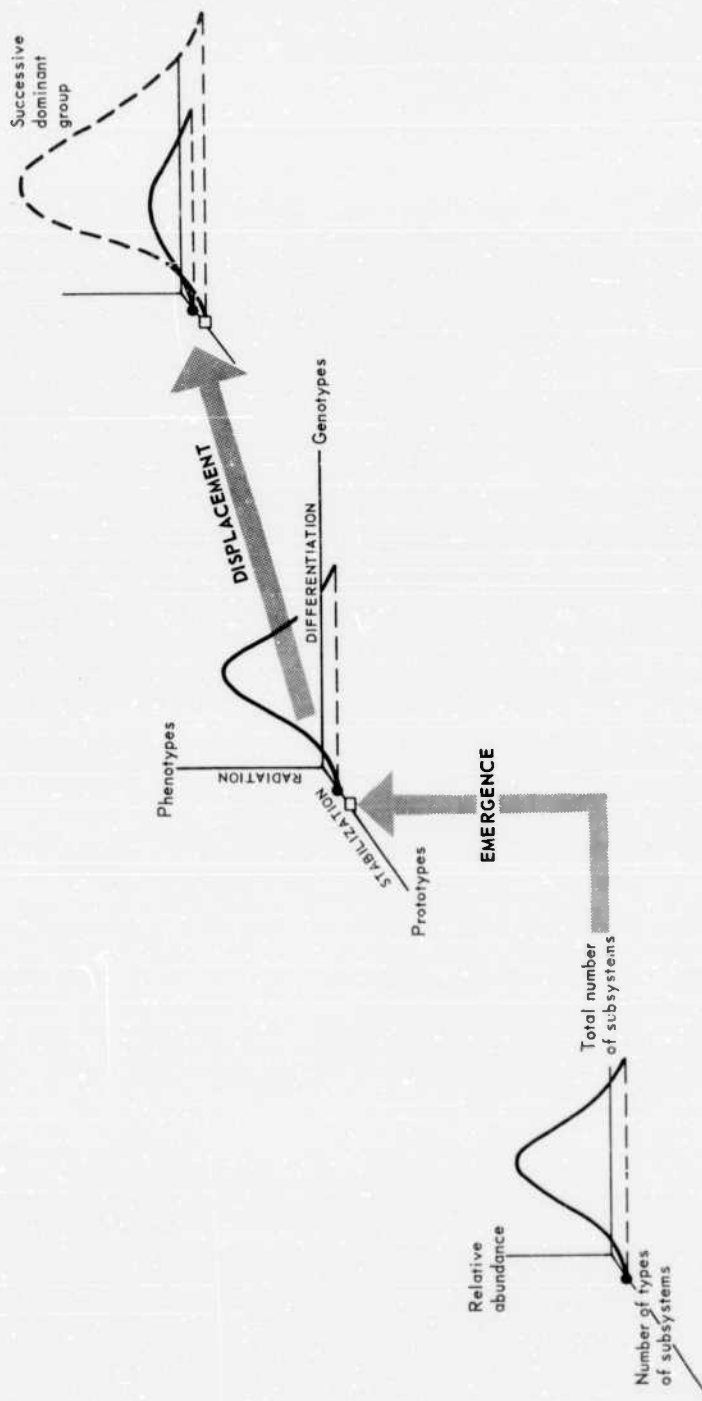 Successive
dominant
group
DISPLACEMENT
Phenotypes
RADIATION
DIFFERENTIATION
Genotypes
STABILIZATION
Prototypes
EMERGENCE
Relative
abundance
Total number
of subsystems
Number of types
of subsystems